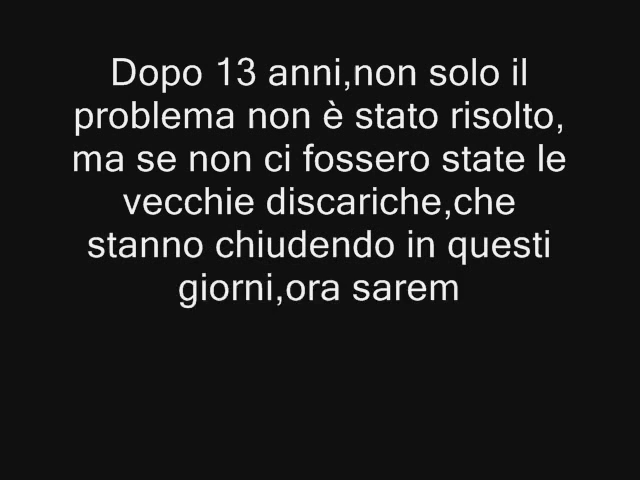 Dopo 13 anni,non solo il
problema non è stato risolto,
ma se non ci fossero state le
vecchie discariche,che
stanno chiudendo in questi
giorni,ora sarem